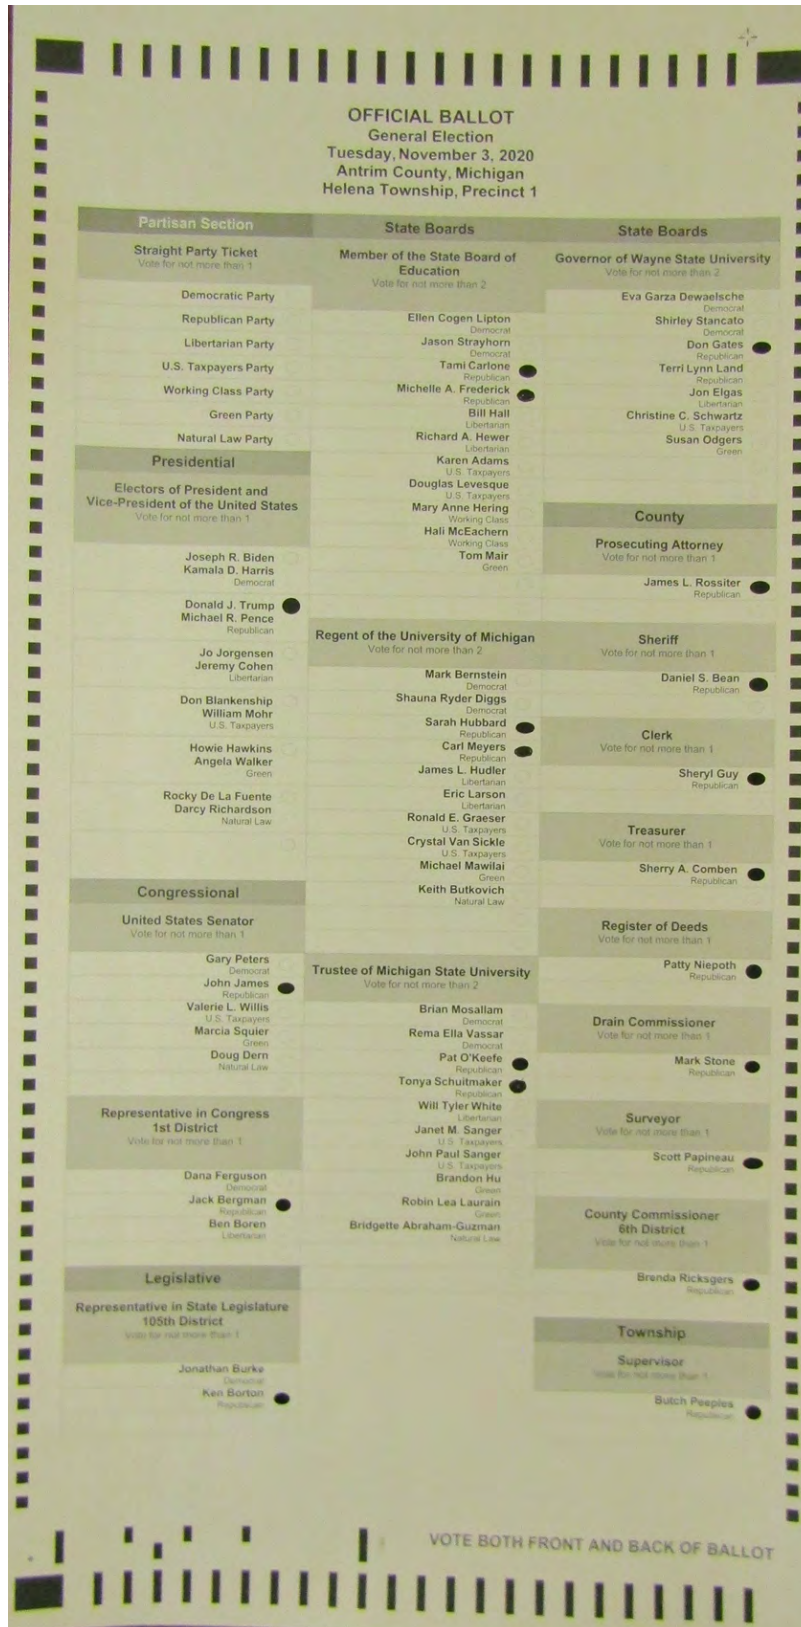 OFFICIAL BALLOT
General Election
Tuesday, November 3, 2020
Antrim County, Michigan
Helena Township, Precinct 1
Partisan Section
Straight Party Ticket
Vote for not more than 1
Democratic Party
Republican Party
Libertarian Party
U.S. Taxpayers Party
Working Class Party
Green Party
Natural Law Party
Presidential
Electors of President and
Vice-President of the United States
Vote for not more than 1
Joseph R. Biden
Kamala D. Harris
Democrat
Donald J. Trump
Michael R. Pence
Republican
Jo Jorgensen
Jeremy Cohen
Libertarian
Don Blankenship
William Mohr
U.S. Taxpayers
Howie Hawkins
Angela Walker
Green
Rocky De La Fuente
Darcy Richardson
Natural Law
Congressional
United States Senator
Vote for not more than 1
Gary Peters
Democrat
John James
Republican
Valerie L. Willis
U.S. Taxpayers
Marcia Squier
Green
Doug Dern
Natural Law
Representative in Congress
1st District
Vote for not more than 1
Dana Ferguson
Democrat
Jack Bergman
Republican
Ben Boren
Libertarian
Legislative
Representative in State Legislature
105th District
Vote for not more than 1
Jonathan Burke
Democrat
Ken Borton
Republican
State Boards
Member of the State Board of
Education
Vote for not more than 2
Ellen Cogen Lipton
Democrat
Jason Strayhorn
Democrat
Tami Carlone
Republican
Michelle A. Frederick
Republican
Bill Hall
Libertarian
Richard A. Hewer
Libertarian
Karen Adams
U.S. Taxpayers
Douglas Levesque
U.S. Taxpayers
Mary Anne Hering
Working Class
Hali McEachern
Working Class
Tom Mair
Green
Regent of the University of Michigan
Vote for not more than 2
Mark Bernstein
Democrat
Shauna Ryder Diggs
Democrat
Sarah Hubbard
Republican
Carl Meyers
Republican
James L. Hudler
Libertarian
Eric Larson
Libertarian
Ronald E. Graeser
U.S. Taxpayers
Crystal Van Sickle
U.S. Taxpayers
Michael Mawilai
Green
Keith Butkovich
Natural Law
Trustee of Michigan State University
Vote for not more than 2
Brian Mosallam
Democrat
Rema Ella Vassar
Democrat
Pat O'Keefe
Republican
Tonya Schuitmaker
Republican
Will Tyler White
Libertarian
Janet M. Sanger
U.S. Taxpayers
John Paul Sanger
U.S. Taxpayers
Brandon Hu
Green
Robin Lea Laurain
Green
Bridgette Abraham-Guzman
Natural Law
State Boards
Governor of Wayne State University
Vote for not more than 2
Eva Garza Dewaelsche
Democrat
Shirley Stancato
Democrat
Don Gates
Republican
Terri Lynn Land
Republican
Jon Elgas
Libertarian
Christine C. Schwartz
U.S. Taxpayers
Susan Odgers
Green
County
Prosecuting Attorney
Vote for not more than 1
James L. Rossiter
Republican
Sheriff
Vote for not more than 1
Daniel S. Bean
Republican
Clerk
Vote for not more than 1
Sheryl Guy
Republican
Treasurer
Vote for not more than 1
Sherry A. Comben
Republican
Register of Deeds
Vote for not more than 1
Patty Niepoth
Republican
Drain Commissioner
Vote for not more than 1
Mark Stone
Republican
Surveyor
Vote for not more than 1
Scott Papineau
Republican
County Commissioner
6th District
Vote for not more than 1
Brenda Ricksgers
Republican
Township
Supervisor
Vote for not more than 1
Butch Peeples
Republican
VOTE BOTH FRONT AND BACK OF BALLOT